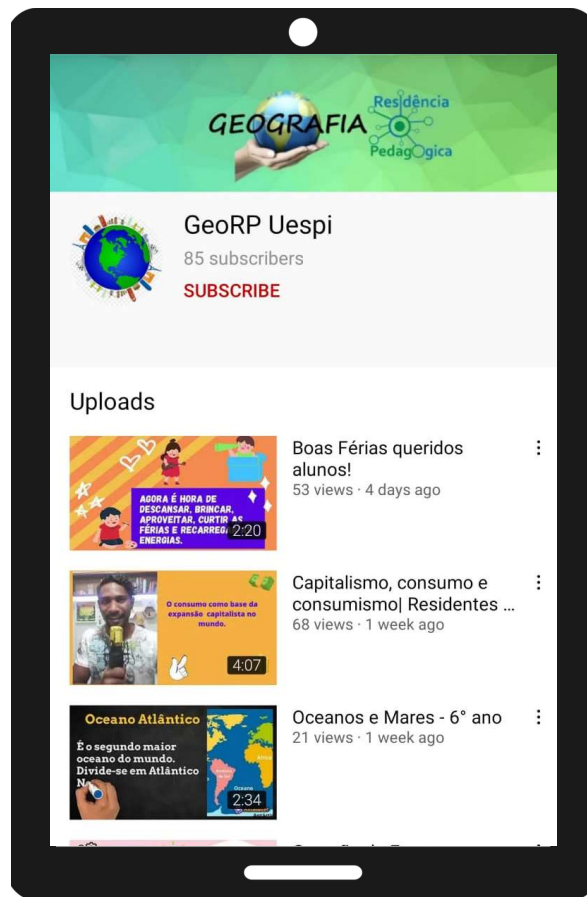 GEOGRAFIA
Residência
Pedagógica
GeoRP Uespi
85 subscribers
SUBSCRIBE
Uploads
AGORA É HORA DE
DESCANSAR, BRINCAR,
APROVEITAR, CURTIR AS
FÉRIAS E RECARREGA
ENERGIAS.
2:20
Boas Férias queridos
alunos!
53 views · 4 days ago
O consumo como base da
expansão capitalista no
mundo.
4:07
Capitalismo, consumo e
consumismo| Residentes ...
68 views · 1 week ago
Oceano Atlântico
É o segundo maior
oceano do mundo.
Divide-se em Atlântico
N
2:34
Oceanos e Mares - 6° ano
21 views · 1 week ago